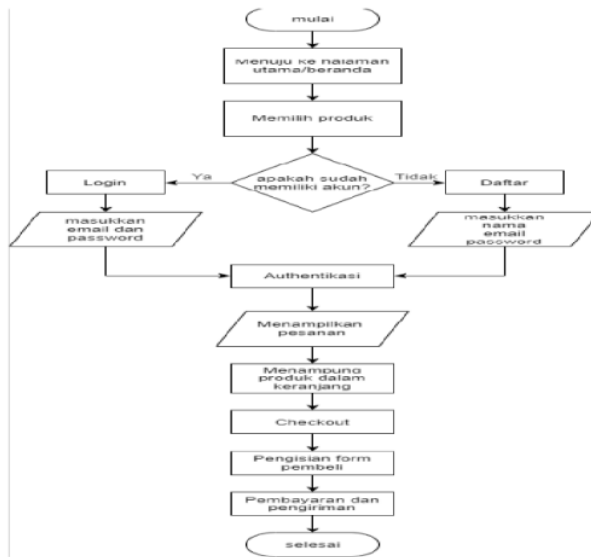 mulai
Menuju ke halaman
utama/beranda
Memilih produk
apakah sudah
memiliki akun?
Ya
Tidak
Login
Daftar
masukkan
email dan
password
masukkan
nama
email
password
Authentikasi
Menampilkan
pesanan
Menampung
produk dalam
keranjang
Checkout
Pengisian form
pembeli
Pembayaran dan
pengiriman
selesai